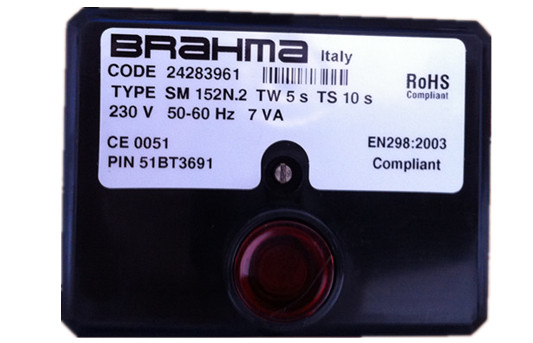 BRAHMA Italy
CODE 24283961
RoHS
Compliant
TYPE SM 152N.2 TW 5 s TS 10 s
230 V 50-60 Hz 7 VA
CE 0051
EN298:2003
PIN 51BT3691
Compliant